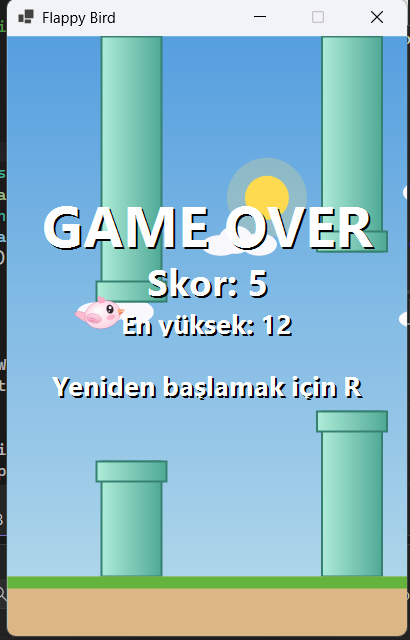 Flappy Bird
GAME OVER
Skor: 5
En yüksek: 12
Yeniden başlamak için R